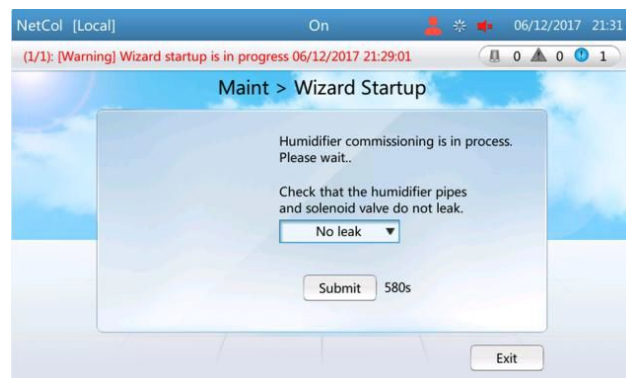 NetCol [Local] On 06/12/2017 21:31
(1/1): [Warning] Wizard startup is in progress 06/12/2017 21:29:01 0 0 1
Maint > Wizard Startup
Humidifier commissioning is in process.
Please wait..
Check that the humidifier pipes
and solenoid valve do not leak.
No leak
Submit 580s
Exit